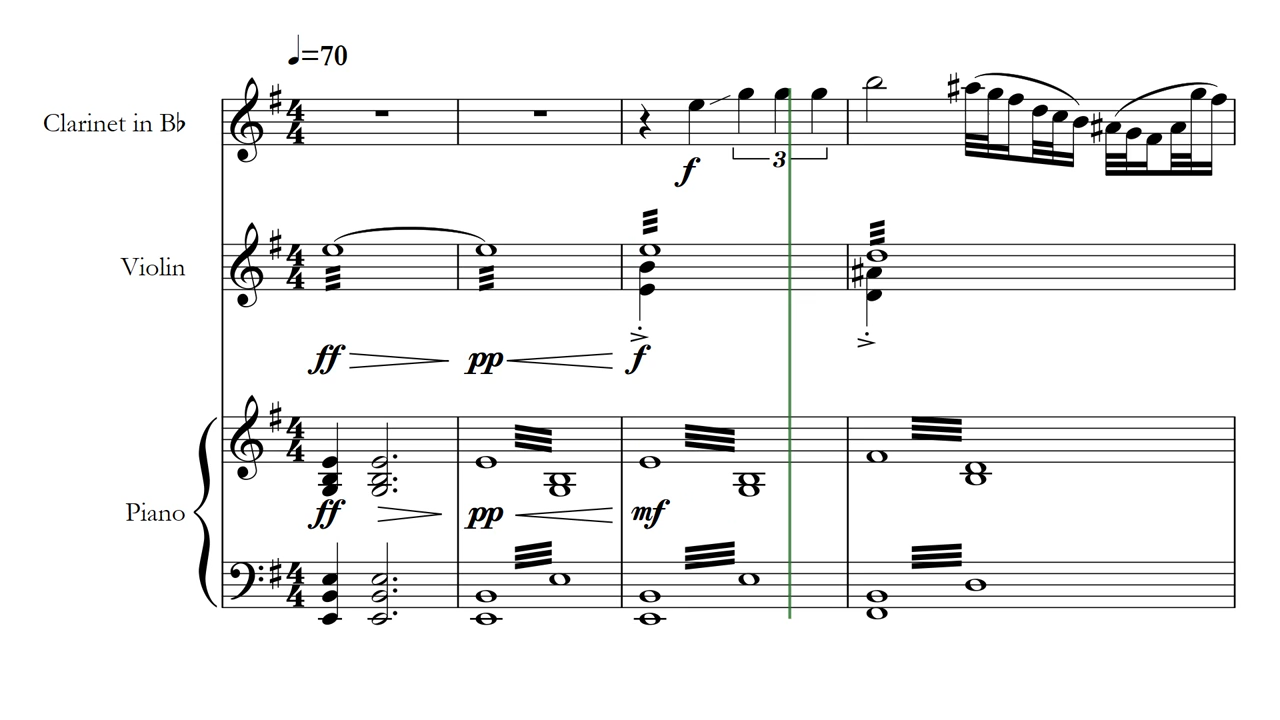 ♩=70
Clarinet in B♭
f
3
Violin
ff pp f
Piano
ff pp mf